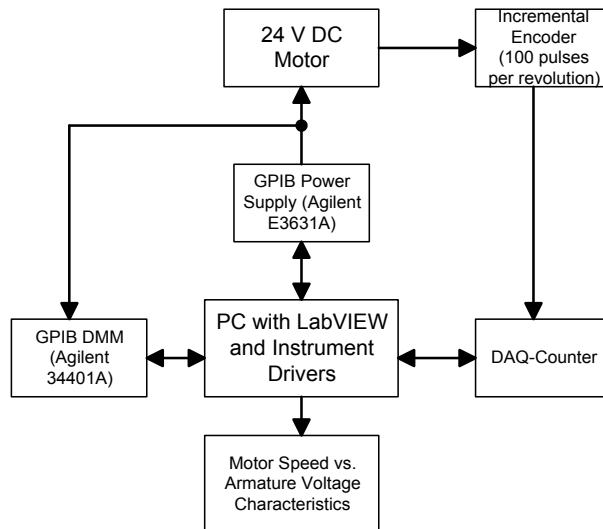 24 V DC
Motor
Incremental
Encoder
(100 pulses
per revolution)
GPIB Power
Supply (Agilent
E3631A)
GPIB DMM
(Agilent
34401A)
PC with LabVIEW
and Instrument
Drivers
DAQ-Counter
Motor Speed vs.
Armature Voltage
Characteristics